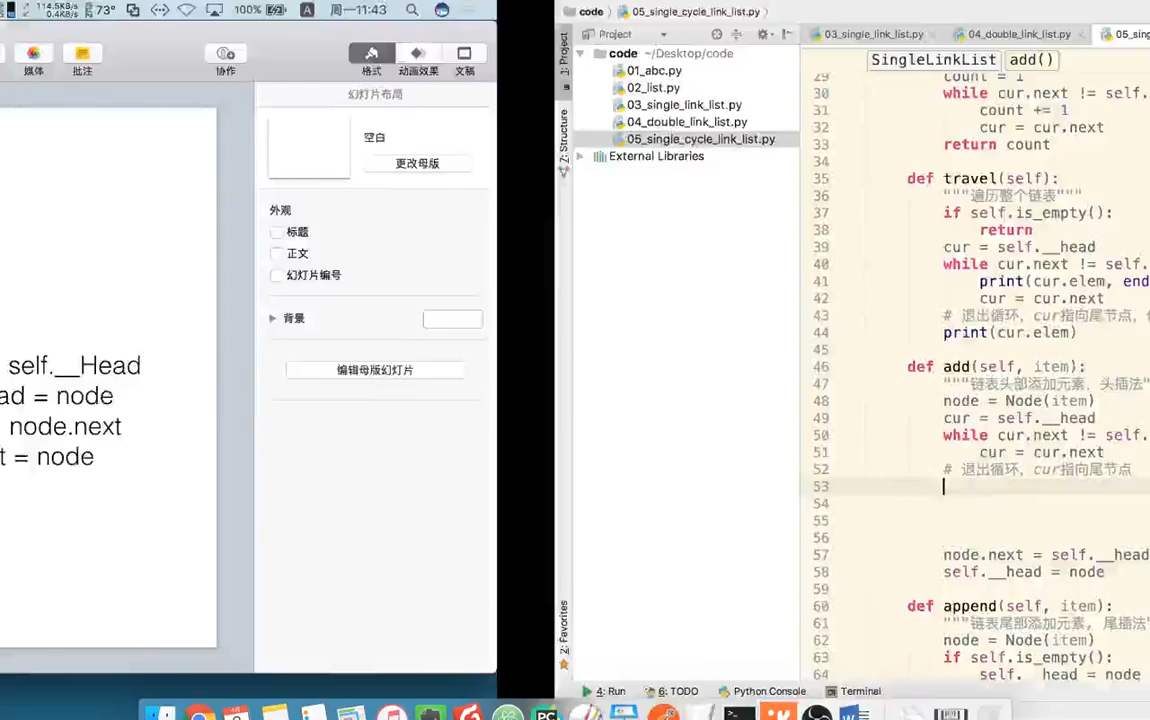 114.5KB/s
0.4KB/s
73°
100%
A
周一11:43
媒体
批注
协作
格式
动画效果
文稿
幻灯片布局
空白
更改母版
外观
标题
正文
幻灯片编号
背景
编辑母版幻灯片
self.__Head
ad = node
node.next
t = node
code
05_single_cycle_link_list.py
Project
03_single_link_list.py
04_double_link_list.py
05_sing
1: Project
7: Structure
2: Favorites
code ~/Desktop/code
01_abc.py
02_list.py
03_single_link_list.py
04_double_link_list.py
05_single_cycle_link_list.py
External Libraries
SingleLinkList
add()
29 count = 1
30 while cur.next != self.
31 count += 1
32 cur = cur.next
33 return count
34
35 def travel(self):
36 """遍历整个链表"""
37 if self.is_empty():
38 return
39 cur = self.__head
40 while cur.next != self.
41 print(cur.elem, end
42 cur = cur.next
43 # 退出循环，cur指向尾节点，
44 print(cur.elem)
45
46 def add(self, item):
47 """链表头部添加元素，头插法"
48 node = Node(item)
49 cur = self.__head
50 while cur.next != self.
51 cur = cur.next
52 # 退出循环，cur指向尾节点
53
54
55
56
57 node.next = self.__head
58 self.__head = node
59
60 def append(self, item):
61 """链表尾部添加元素, 尾插法"
62 node = Node(item)
63 if self.is_empty():
64 self.__head = node
4: Run
6: TODO
Python Console
Terminal